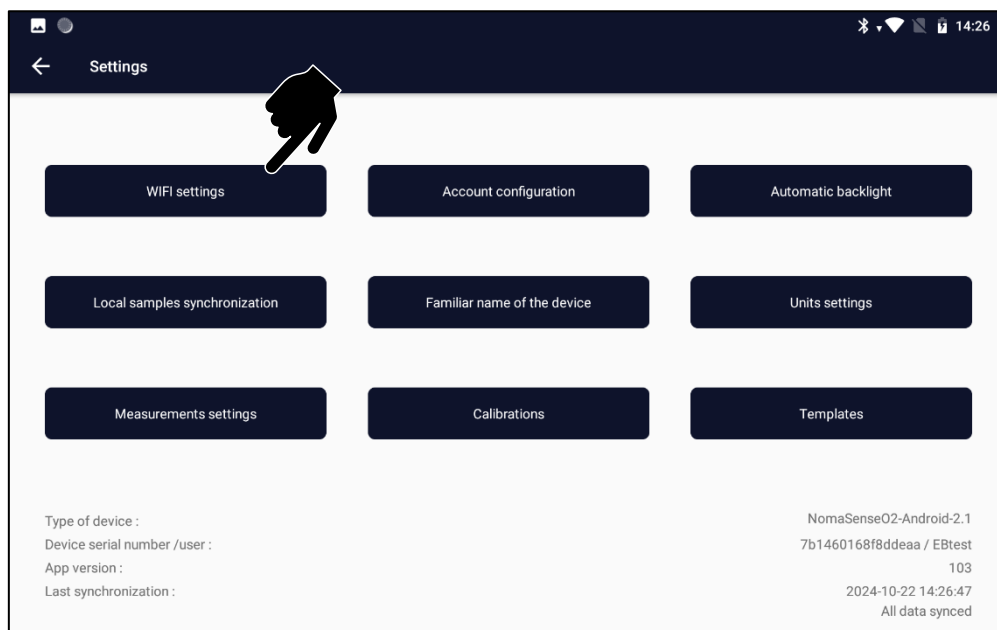 14:26
Settings
WIFI settings Account configuration Automatic backlight
Local samples synchronization Familiar name of the device Units settings
Measurements settings Calibrations Templates
Type of device : NomaSenseO2-Android-2.1
Device serial number /user : 7b1460168f8ddeaa / EBtest
App version : 103
Last synchronization : 2024-10-22 14:26:47
All data synced